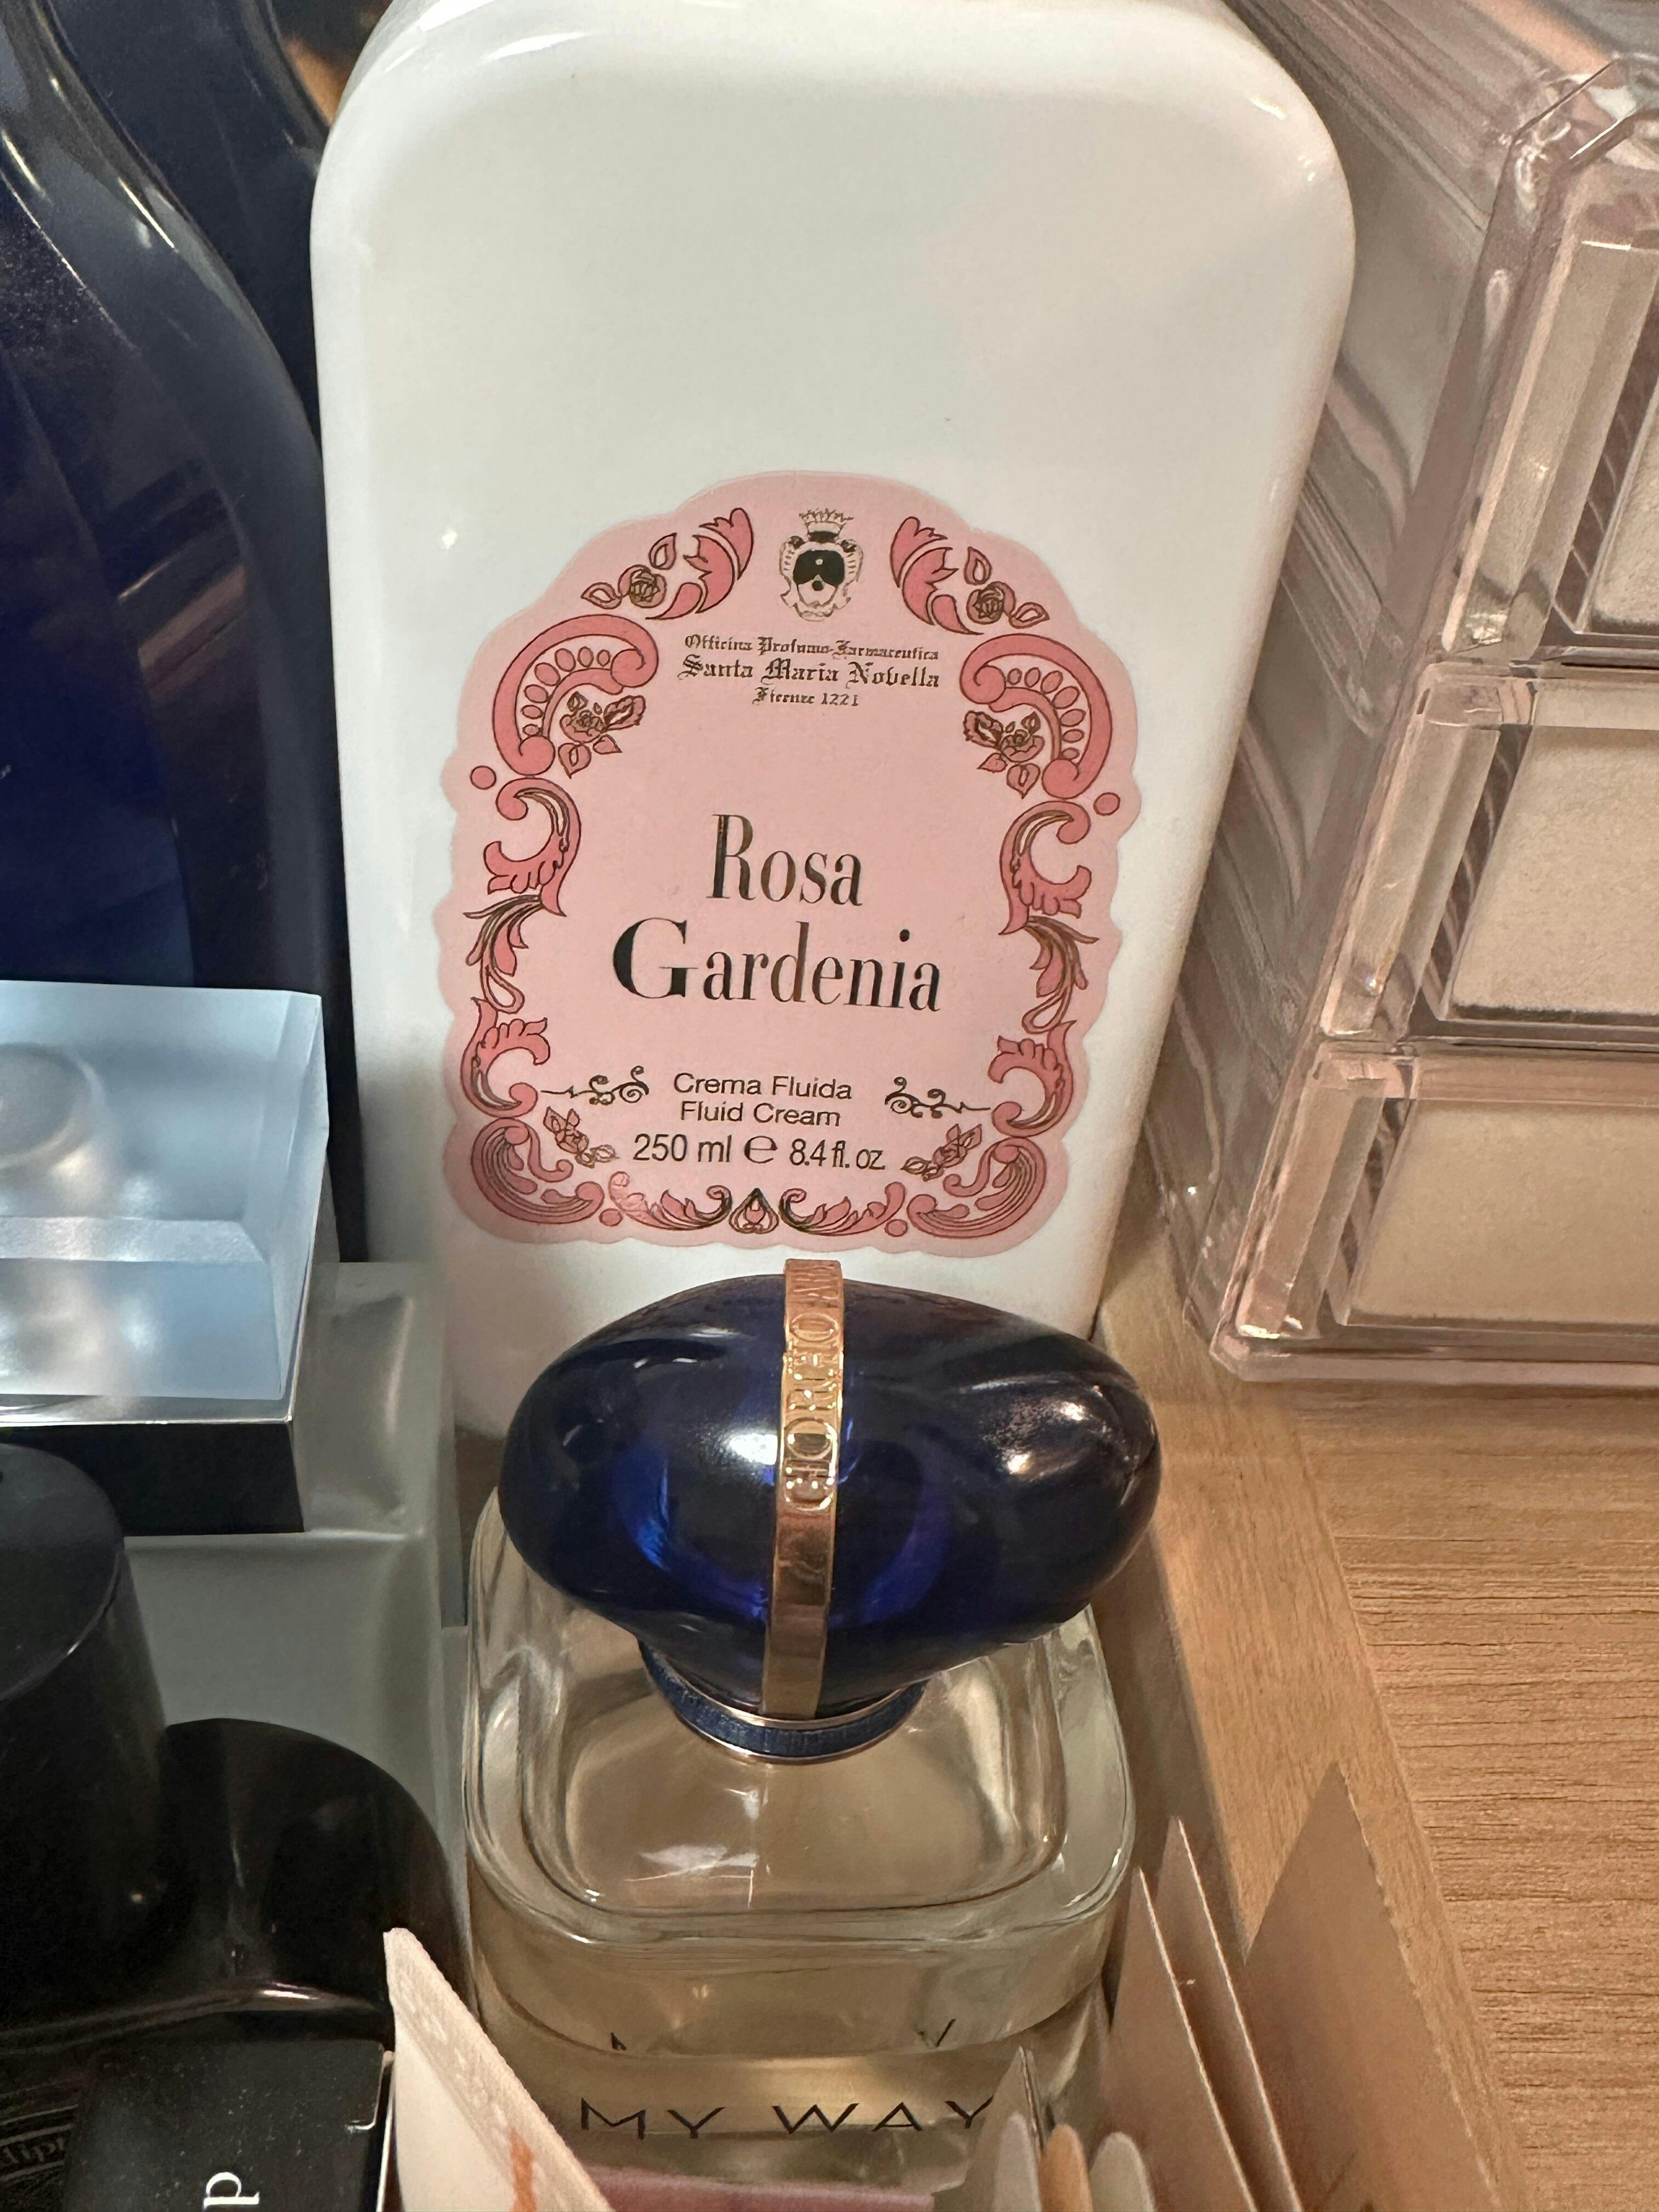 Officina Profumo-Farmaceutica
Santa Maria Novella
Firenze 1221
Rosa
Gardenia
Crema Fluida
Fluid Cream
250 ml ℮ 8.4 fl. oz
GIORGIO
MY WAY